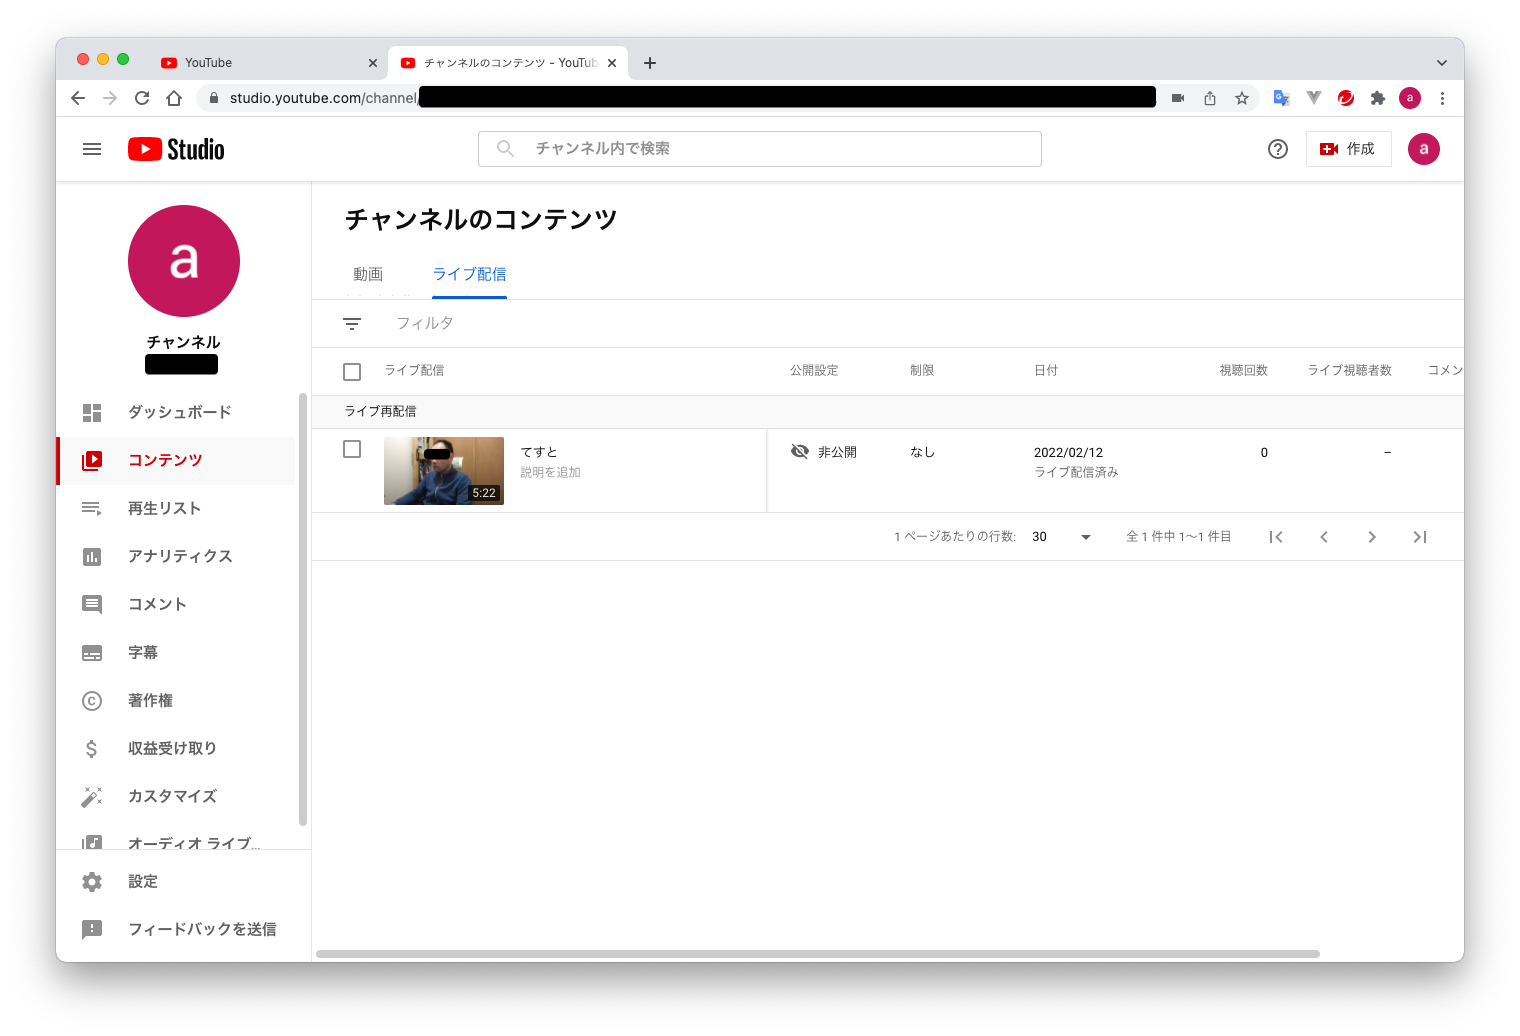 YouTube
チャンネルのコンテンツ - YouTub
studio.youtube.com/channel/
a
Studio
チャンネル内で検索
作成
a
a
チャンネル
ダッシュボード
コンテンツ
再生リスト
アナリティクス
コメント
字幕
著作権
収益受け取り
カスタマイズ
オーディオ ライブ...
設定
フィードバックを送信
チャンネルのコンテンツ
動画 ライブ配信
フィルタ
ライブ配信 公開設定 制限 日付 視聴回数 ライブ視聴者数 コメン
ライブ再配信
てすと 非公開 なし 2022/02/12 0 –
説明を追加 ライブ配信済み
5:22
1 ページあたりの行数: 30 全 1 件中 1～1 件目